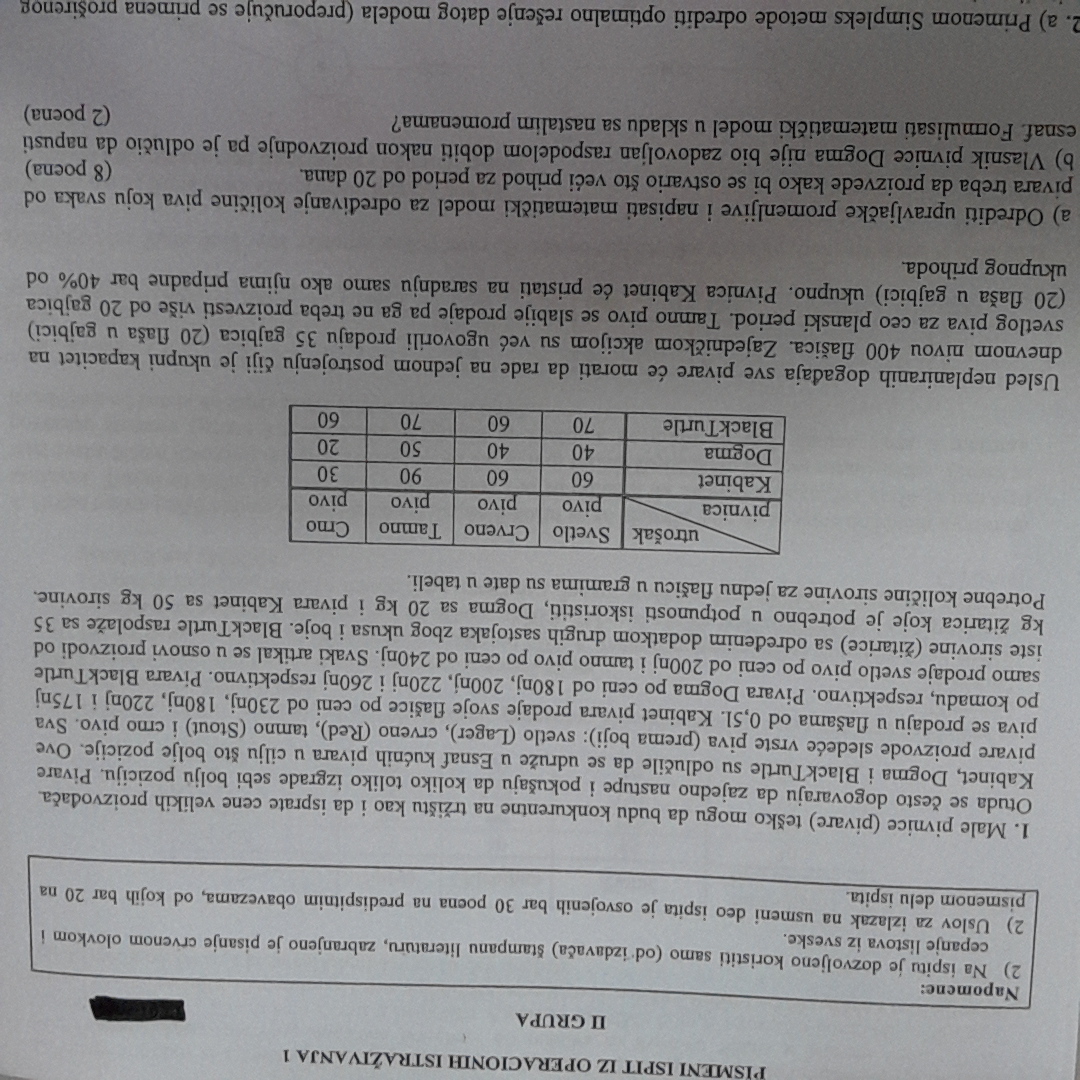 PISMENI ISPIT IZ OPERACIONIH ISTRAŽIVANJA 1
II GRUPA
Napomene:
2) Na ispitu je dozvoljeno koristiti samo (od izdavača) štampanu literaturu, zabranjeno je pisanje crvenom olovkom i
cepanje listova iz sveske.
2) Uslov za izlazak na usmeni deo ispita je osvojenih bar 30 poena na predispitnim obavezama, od kojih bar 20 na
pismenom delu ispita.
1. Male pivnice (pivare) teško mogu da budu konkurentne na tržištu kao i da isprate cene velikih proizvođača.
Otuda se često dogovaraju da zajedno nastupe i pokušaju da koliko toliko izgrade sebi bolju poziciju. Pivare
Kabinet, Dogma i BlackTurtle su odlučile da se udruže u Esnaf kućnih pivara u cilju što bolje pozicije. Ove
pivare proizvode sledeće vrste piva (prema boji): svetlo (Lager), crveno (Red), tamno (Stout) i crno pivo. Sva
piva se prodaju u flašama od 0,5l. Kabinet pivara prodaje svoje flašice po ceni od 230nj, 180nj, 220nj i 175nj
po komadu, respektivno. Pivara Dogma po ceni od 180nj, 200nj, 220nj i 260nj respektivno. Pivara BlackTurtle
samo prodaje svetlo pivo po ceni od 200nj i tamno pivo po ceni od 240nj. Svaki artikal se u osnovi proizvodi od
iste sirovine (žitarice) sa određenim dodatkom drugih sastojaka zbog ukusa i boje. BlackTurtle raspolaže sa 35
kg žitarica koje je potrebno u potpunosti iskoristiti, Dogma sa 20 kg i pivara Kabinet sa 50 kg sirovine.
Potrebne količine sirovine za jednu flašicu u gramima su date u tabeli.
utrošak Svetlo Crveno Tamno Crno
pivnica pivo pivo pivo pivo
Kabinet 60 60 90 30
Dogma 40 40 50 20
BlackTurtle 70 60 70 60
Usled neplaniranih događaja sve pivare će morati da rade na jednom postrojenju čiji je ukupni kapacitet na
dnevnom nivou 400 flašica. Zajedničkom akcijom su već ugovorili prodaju 35 gajbica (20 flaša u gajbici)
svetlog piva za ceo planski period. Tamno pivo se slabije prodaje pa ga ne treba proizvesti više od 20 gajbica
(20 flaša u gajbici) ukupno. Pivnica Kabinet će pristati na saradnju samo ako njima pripadne bar 40% od
ukupnog prihoda.
a) Odrediti upravljačke promenljive i napisati matematički model za određivanje količine piva koju svaka od
pivara treba da proizvede kako bi se ostvario što veći prihod za period od 20 dana. (8 poena)
b) Vlasnik pivnice Dogma nije bio zadovoljan raspodelom dobiti nakon proizvodnje pa je odlučio da napusti
esnaf. Formulisati matematički model u skladu sa nastalim promenama? (2 poena)
2. a) Primenom Simpleks metode odrediti optimalno rešenje datog modela (preporučuje se primena proširenog